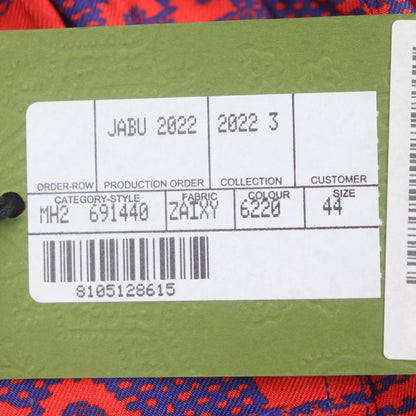 JABU 2022 2022 3
ORDER-ROW PRODUCTION ORDER COLLECTION CUSTOMER
CATEGORY-STYLE FABRIC COLOUR SIZE
MH2 691440 ZAIXY 6220 44
8105128615